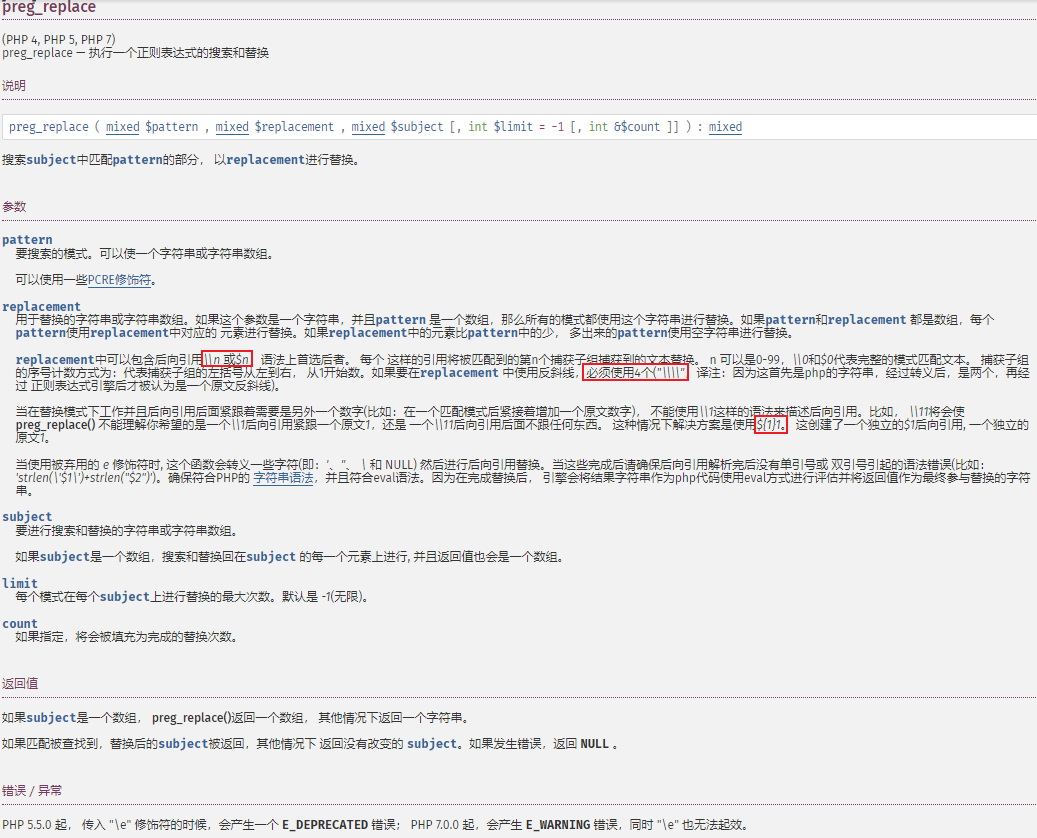 preg_replace
(PHP 4, PHP 5, PHP 7)
preg_replace — 执行一个正则表达式的搜索和替换
说明
preg_replace ( mixed $pattern , mixed $replacement , mixed $subject [, int $limit = -1 [, int &$count ]] ) : mixed
搜索subject中匹配pattern的部分， 以replacement进行替换。
参数
pattern
要搜索的模式。可以使一个字符串或字符串数组。
可以使用一些PCRE修饰符。
replacement
用于替换的字符串或字符串数组。如果这个参数是一个字符串，并且pattern 是一个数组，那么所有的模式都使用这个字符串进行替换。如果pattern和replacement 都是数组，每个
pattern使用replacement中对应的 元素进行替换。如果replacement中的元素比pattern中的少， 多出来的pattern使用空字符串进行替换。
replacement中可以包含后向引用\\n 或$n， 语法上首选后者。 每个 这样的引用将被匹配到的第n个捕获子组捕获到的文本替换。 n 可以是0-99，\\0和$0代表完整的模式匹配文本。 捕获子组
的序号计数方式为：代表捕获子组的左括号从左到右， 从1开始数。如果要在replacement 中使用反斜线，必须使用4个("\\\\"， 译注：因为这首先是php的字符串，经过转义后，是两个，再经
过 正则表达式引擎后才被认为是一个原文反斜线)。
当在替换模式下工作并且后向引用后面紧跟着需要是另外一个数字(比如：在一个匹配模式后紧接着增加一个原文数字)， 不能使用\\1这样的语法来描述后向引用。比如， \\11将会使
preg_replace() 不能理解你希望的是一个\\1后向引用紧跟一个原文1，还是 一个\\11后向引用后面不跟任何东西。 这种情况下解决方案是使用${1}1。 这创建了一个独立的$1后向引用, 一个独立的
原文1。
当使用被弃用的 e 修饰符时, 这个函数会转义一些字符(即：'、"、 \ 和 NULL) 然后进行后向引用替换。当这些完成后请确保后向引用解析完后没有单引号或 双引号引起的语法错误(比如：
'strlen(\'$1\')+strlen("$2")')。确保符合PHP的 字符串语法，并且符合eval语法。因为在完成替换后， 引擎会将结果字符串作为php代码使用eval方式进行评估并将返回值作为最终参与替换的字符
串。
subject
要进行搜索和替换的字符串或字符串数组。
如果subject是一个数组，搜索和替换回在subject 的每一个元素上进行, 并且返回值也会是一个数组。
limit
每个模式在每个subject上进行替换的最大次数。默认是 -1(无限)。
count
如果指定，将会被填充为完成的替换次数。
返回值
如果subject是一个数组， preg_replace()返回一个数组， 其他情况下返回一个字符串。
如果匹配被查找到，替换后的subject被返回，其他情况下 返回没有改变的 subject。如果发生错误，返回 NULL 。
错误 / 异常
PHP 5.5.0 起， 传入 "\e" 修饰符的时候，会产生一个 E_DEPRECATED 错误； PHP 7.0.0 起，会产生 E_WARNING 错误，同时 "\e" 也无法起效。